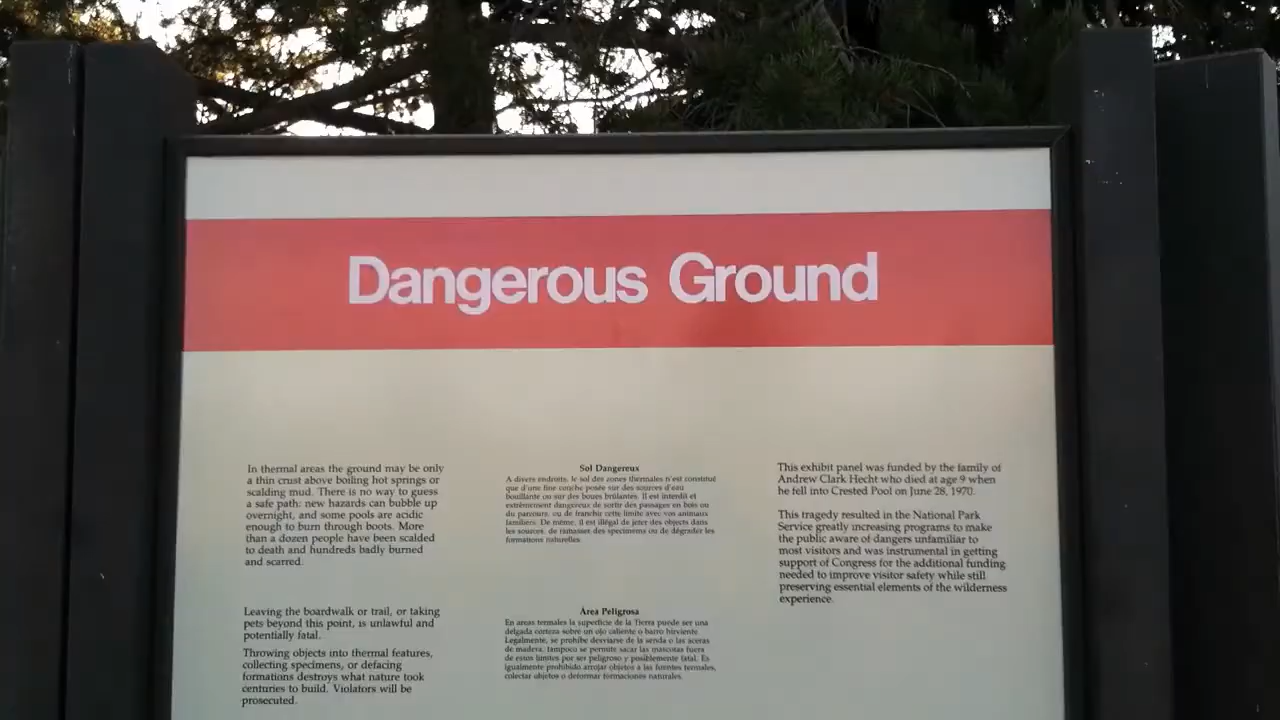 Dangerous Ground
In thermal areas the ground may be only
a thin crust above boiling hot springs or
scalding mud. There is no way to guess
a safe path: new hazards can bubble up
overnight, and some pools are acidic
enough to burn through boots. More
than a dozen people have been scalded
to death and hundreds badly burned
and scarred.
Leaving the boardwalk or trail, or taking
pets beyond this point, is unlawful and
potentially fatal.
Throwing objects into thermal features,
collecting specimens, or defacing
formations destroys what nature took
centuries to build. Violators will be
prosecuted.
Sol Dangereux
A divers endroits, le sol des zones thermales n'est constitué
que d'une fine couche posée sur des sources d'eau
bouillante ou sur des boues brûlantes. Il est interdit et
extrêmement dangereux de sortir des passages en bois ou
du parcours, ou de franchir cette limite avec vos animaux
familiers. De même, il est illégal de jeter des objects dans
les sources, de ramasser des specimens ou de dégrader les
formations naturelles.
Área Peligrosa
En areas termales la superficie de la Tierra puede ser una
delgada corteza sobre un ojo caliente o barro hirviente.
Legalmente, se prohibe desviarse de la senda o las aceras
de madera, tampoco se permite sacar las mascotas fuera
de estos límites por ser peligroso y posiblemente fatal. Es
igualmente prohibido arrojar objetos a las fuentes termales,
colectar objetos o deformar formaciones naturales.
This exhibit panel was funded by the family of
Andrew Clark Hecht who died at age 9 when
he fell into Crested Pool on June 28, 1970.
This tragedy resulted in the National Park
Service greatly increasing programs to make
the public aware of dangers unfamiliar to
most visitors and was instrumental in getting
support of Congress for the additional funding
needed to improve visitor safety while still
preserving essential elements of the wilderness
experience.